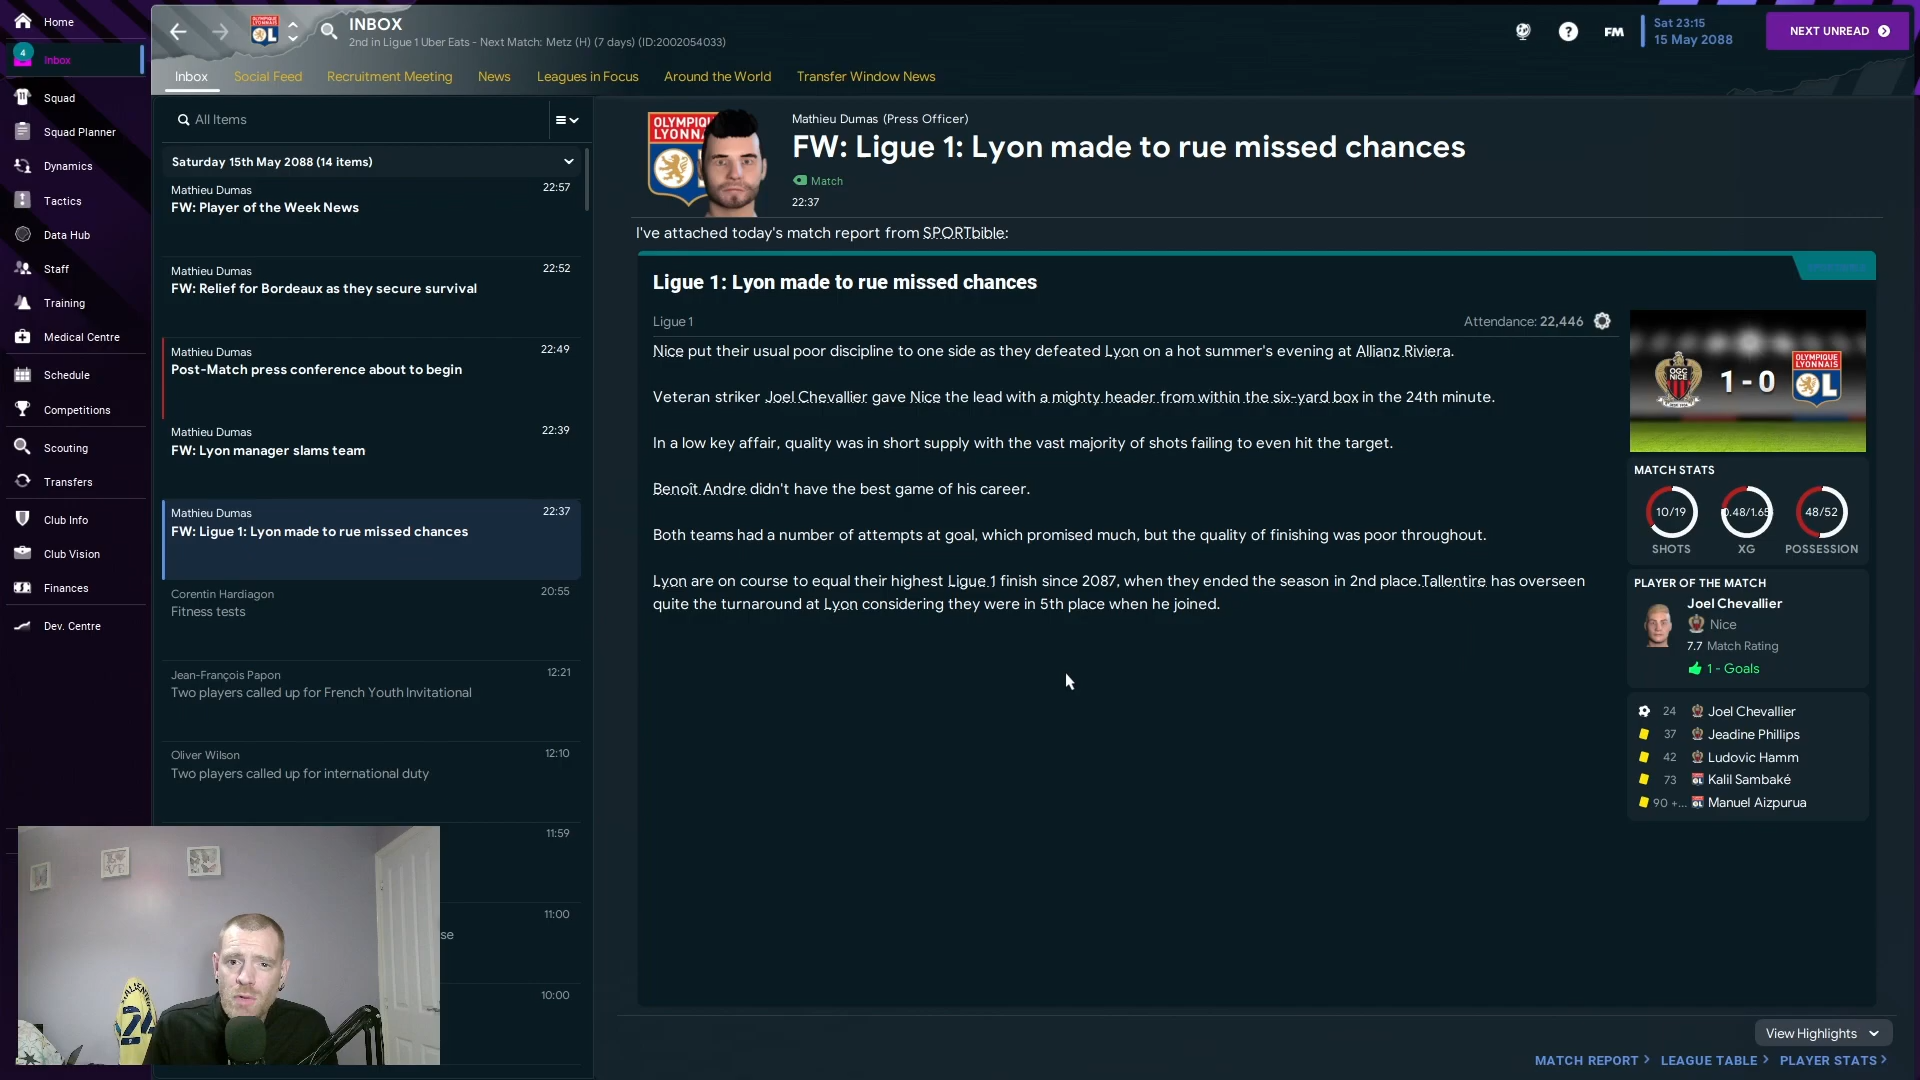 Home
4
Inbox
Squad
Squad Planner
Dynamics
Tactics
Data Hub
Staff
Training
Medical Centre
Schedule
Competitions
Scouting
Transfers
Club Info
Club Vision
Finances
Dev. Centre
INBOX
2nd in Ligue 1 Uber Eats - Next Match: Metz (H) (7 days) (ID:2002054033)
FM
Sat 23:15
15 May 2088
NEXT UNREAD
Inbox Social Feed Recruitment Meeting News Leagues in Focus Around the World Transfer Window News
All Items
Saturday 15th May 2088 (14 items)
Mathieu Dumas 22:57
FW: Player of the Week News
Mathieu Dumas 22:52
FW: Relief for Bordeaux as they secure survival
Mathieu Dumas 22:49
Post-Match press conference about to begin
Mathieu Dumas 22:39
FW: Lyon manager slams team
Mathieu Dumas 22:37
FW: Ligue 1: Lyon made to rue missed chances
Corentin Hardiagon 20:55
Fitness tests
Jean-François Papon 12:21
Two players called up for French Youth Invitational
Oliver Wilson 12:10
Two players called up for international duty
11:59
11:00
se
10:00
OLYMPIQUE
LYONNAIS
Mathieu Dumas (Press Officer)
FW: Ligue 1: Lyon made to rue missed chances
Match
22:37
I've attached today's match report from SPORTbible:
Ligue 1: Lyon made to rue missed chances
Ligue 1 Attendance: 22,446
Nice put their usual poor discipline to one side as they defeated Lyon on a hot summer's evening at Allianz Riviera.
Veteran striker Joel Chevallier gave Nice the lead with a mighty header from within the six-yard box in the 24th minute.
In a low key affair, quality was in short supply with the vast majority of shots failing to even hit the target.
Benoît Andre didn't have the best game of his career.
Both teams had a number of attempts at goal, which promised much, but the quality of finishing was poor throughout.
Lyon are on course to equal their highest Ligue 1 finish since 2087, when they ended the season in 2nd place.Tallentire has overseen
quite the turnaround at Lyon considering they were in 5th place when he joined.
OGC
NICE
1 - 0
OLYMPIQUE
LYONNAIS
OL
MATCH STATS
10/19 0.48/1.65 48/52
SHOTS XG POSSESSION
PLAYER OF THE MATCH
Joel Chevallier
Nice
7.7 Match Rating
1 - Goals
24 Joel Chevallier
37 Jeadine Phillips
42 Ludovic Hamm
73 Kalil Sambaké
90 +... Manuel Aizpurua
View Highlights
MATCH REPORT LEAGUE TABLE PLAYER STATS
24